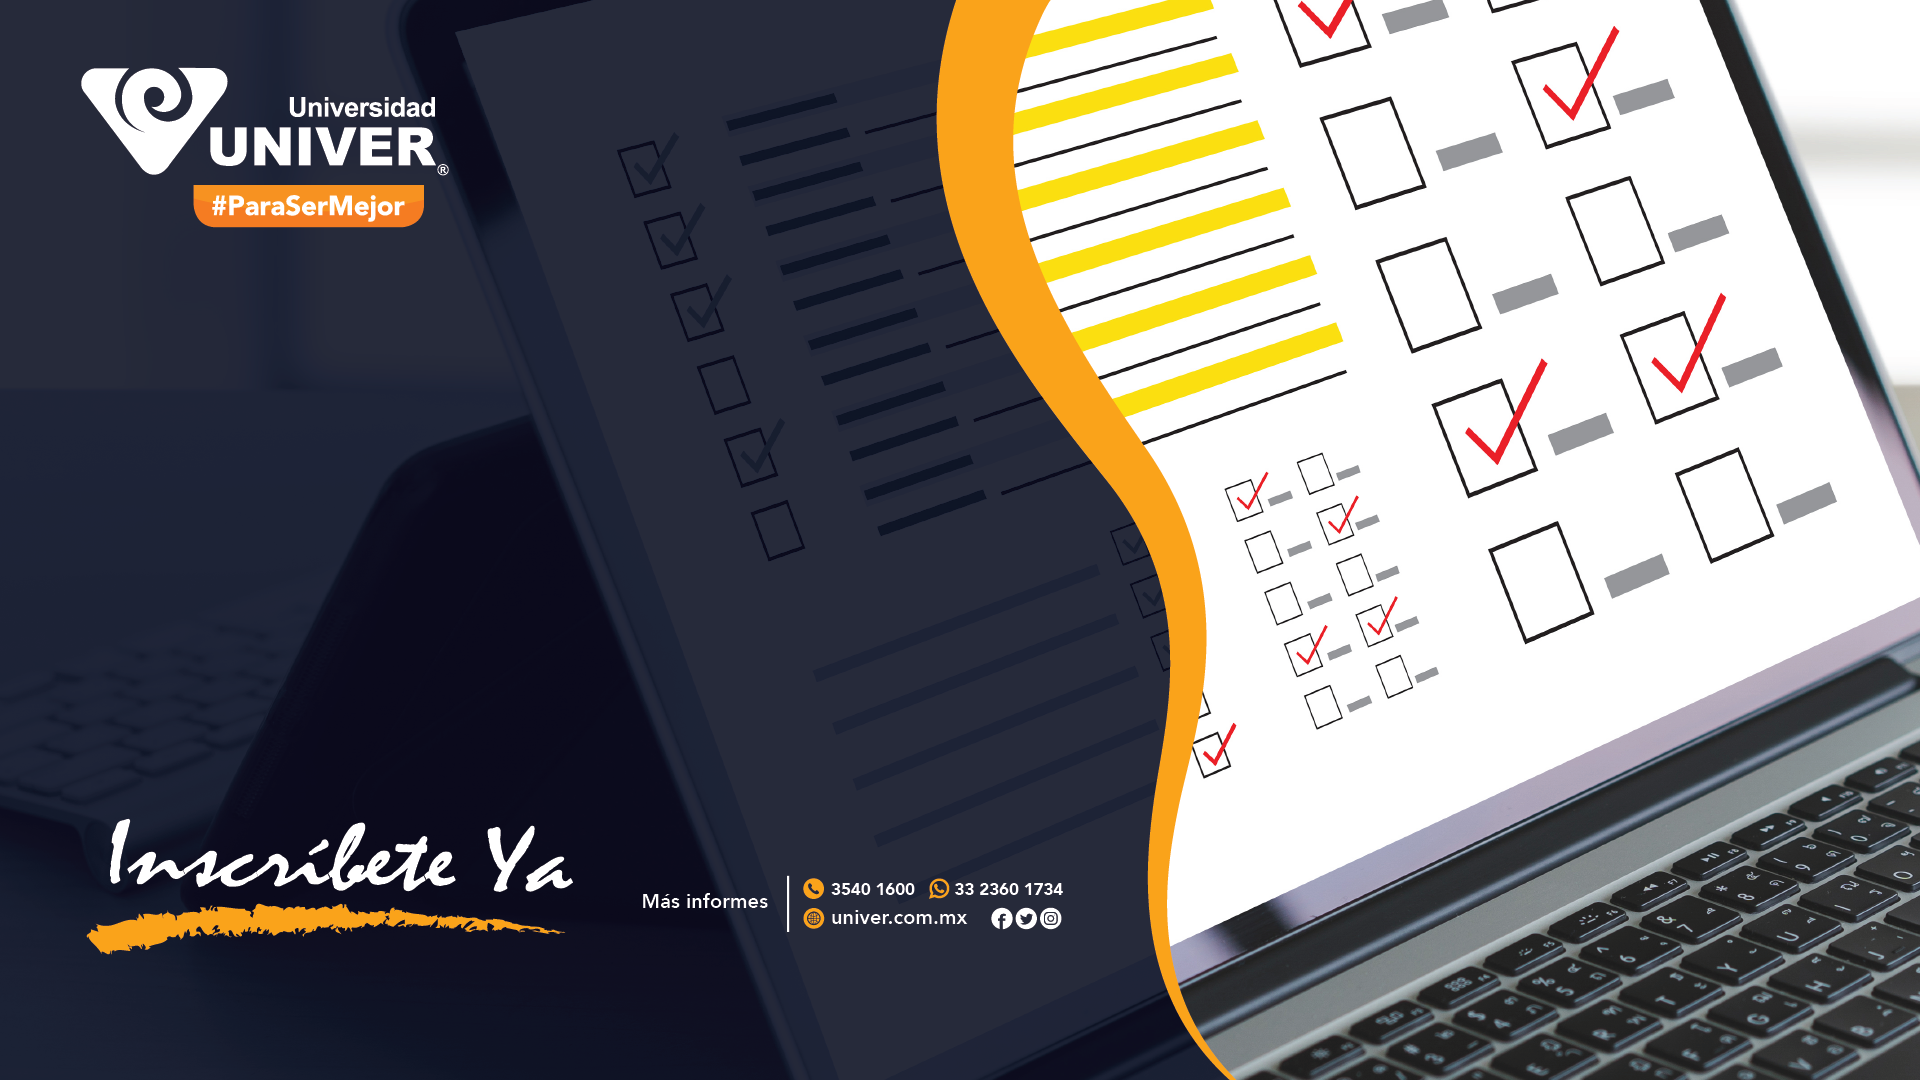 Universidad
UNIVER®
#ParaSerMejor
Inscríbete Ya
Más informes
3540 1600 33 2360 1734
univer.com.mx